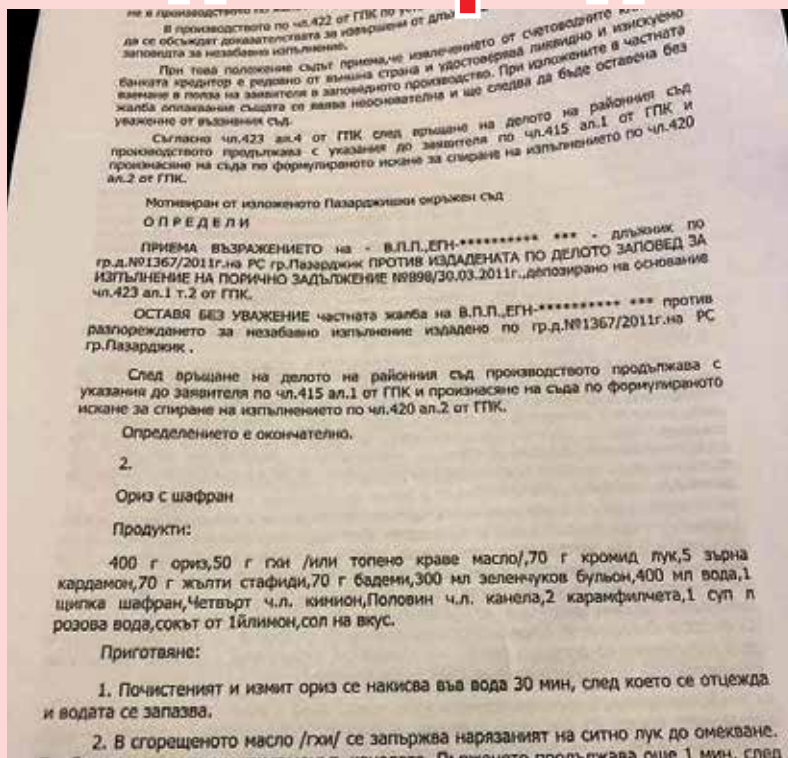 В производството по чл.422 от ГПК по
да се обсъждат доказателствата за извършени от
заповедта за незабавно изпълнение.
При това положение съдът приема,че извлечението от счетоводните
банката кредитор е редовно от външна страна и удостоверява ликвидно и изискуемо
вземане в полза на заявителя в заповедното производство. При изложените в частната
жалба оплаквания същата се явява неоснователна и ще следва да бъде оставена без
уважение от въззивния съд.
Съгласно чл.423 ал.4 от ГПК след връщане на делото на районния съд
производството продължава с указания до заявителя по чл.415 ал.1 от ГПК и
произнасяне на съда по формулираното искане за спиране на изпълнението по чл.420
ал.2 от ГПК.
Мотивиран от изложеното Пазарджишки окръжен съд
О П Р Е Д Е Л И
ПРИЕМА ВЪЗРАЖЕНИЕТО на - В.П.П.,ЕГН-********** *** - длъжник по
гр.д.№1367/2011г.на РС гр.Пазарджик ПРОТИВ ИЗДАДЕНАТА ПО ДЕЛОТО ЗАПОВЕД ЗА
ИЗПЪЛНЕНИЕ НА ПОРИЧНО ЗАДЪЛЖЕНИЕ №898/30.03.2011г.,депозирано на основание
чл.423 ал.1 т.2 от ГПК.
ОСТАВЯ БЕЗ УВАЖЕНИЕ частната жалба на В.П.П.,ЕГН-********** *** против
разпореждането за незабавно изпълнение издадено по гр.д.№1367/2011г.на РС
гр.Пазарджик .
След връщане на делото на районния съд производството продължава с
указания до заявителя по чл.415 ал.1 от ГПК и произнасяне на съда по формулираното
искане за спиране на изпълнението по чл.420 ал.2 от ГПК.
Определението е окончателно.
2.
Ориз с шафран
Продукти:
400 г ориз,50 г гхи /или топено краве масло/,70 г кромид лук,5 зърна
кардамон,70 г жълти стафиди,70 г бадеми,300 мл зеленчуков бульон,400 мл вода,1
щипка шафран,Четвърт ч.л. кимион,Половин ч.л. канела,2 карамфилчета,1 суп л
розова вода,сокът от 1йлимон,сол на вкус.
Приготвяне:
1. Почистеният и измит ориз се накисва във вода 30 мин, след което се отцежда
и водата се запазва.
2. В сгорещеното масло /гхи/ се запържва нарязаният на ситно лук до омекване.
продължава още 1 мин, след